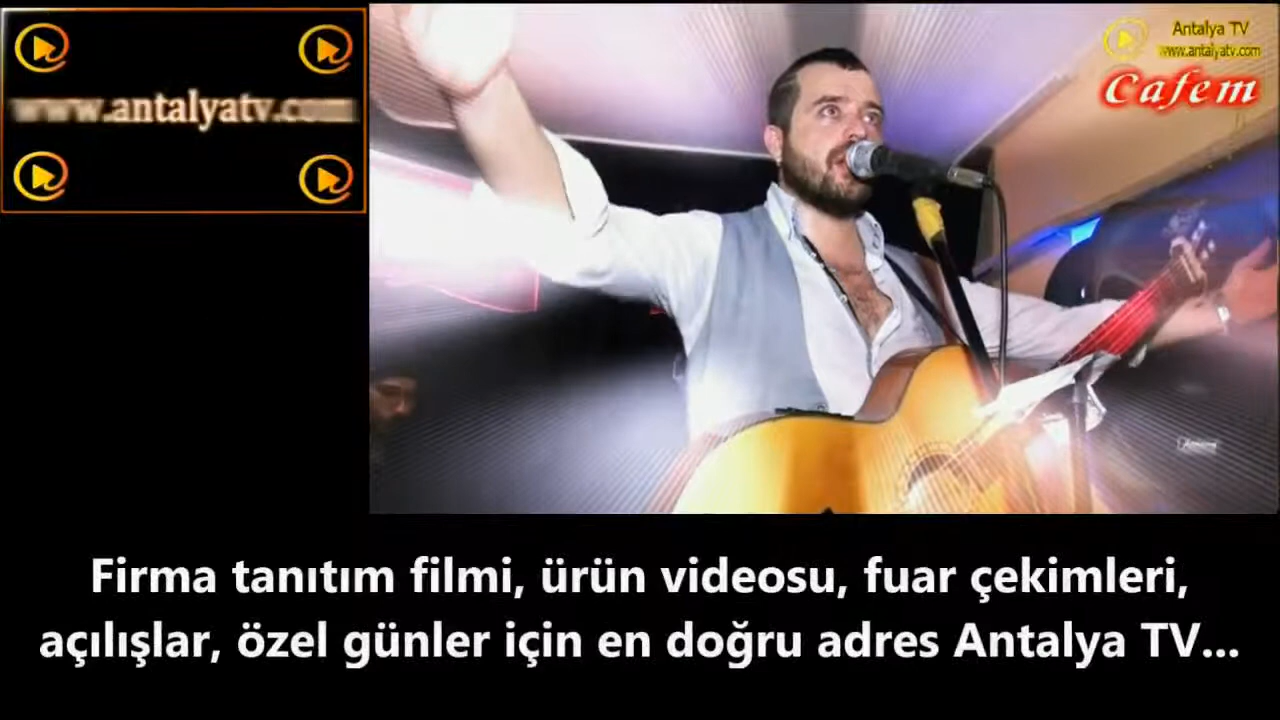 www.antalyatv.com
Antalya TV
www.antalyatv.com
Cafem
Firma tanıtım filmi, ürün videosu, fuar çekimleri,
açılışlar, özel günler için en doğru adres Antalya TV...